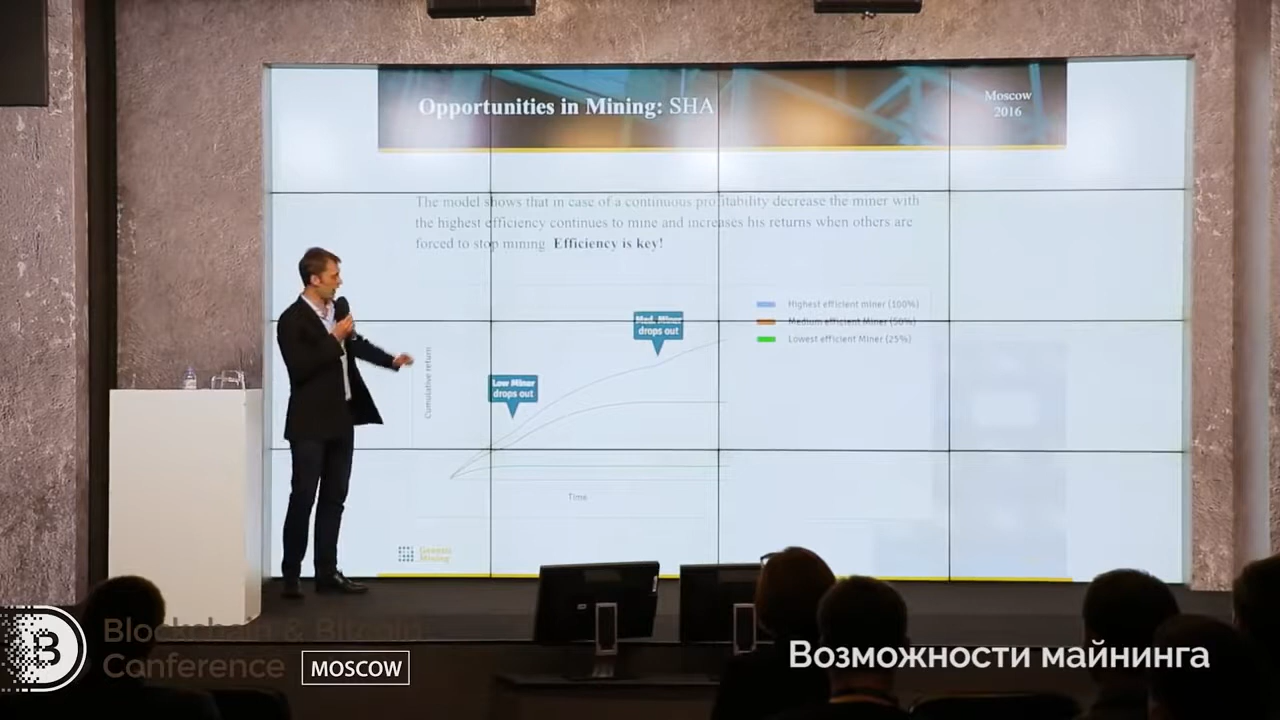 Opportunities in Mining: SHA
Moscow
2016
The model shows that in case of a continuous profitability decrease the miner with
the highest efficiency continues to mine and increases his returns when others are
forced to stop mining. Efficiency is key!
Highest efficient miner (100%)
Medium efficient Miner (50%)
Lowest efficient Miner (25%)
Med. Miner
drops out
Low Miner
drops out
Cumulative return
Time
Genesis
Mining
B
Blockchain & Bitcoin
Conference
MOSCOW
Возможности майнинга